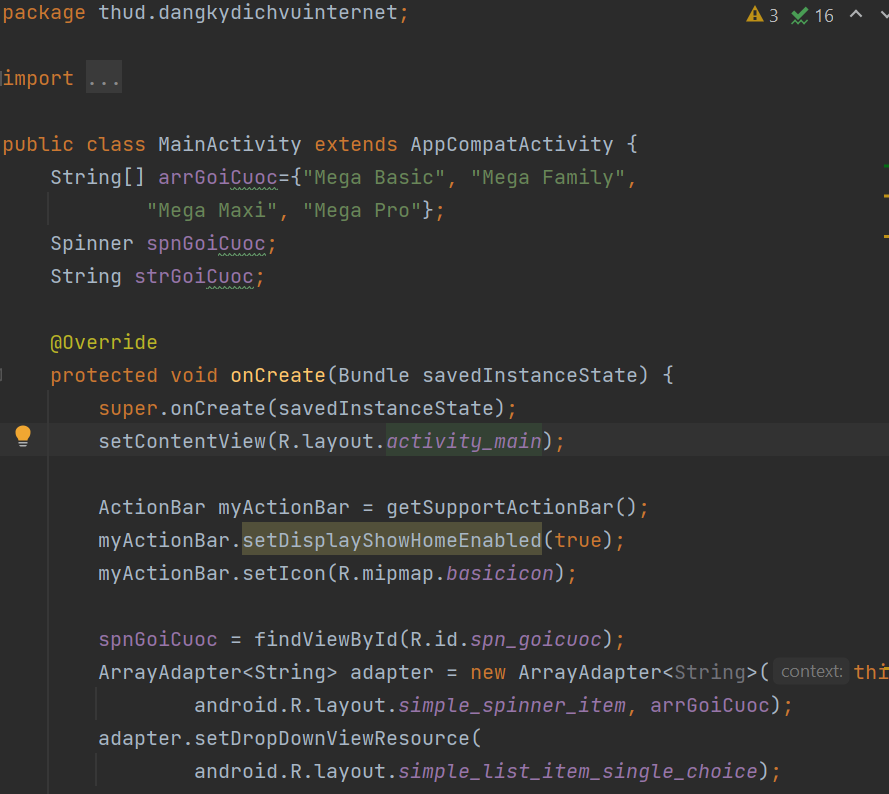 package thud.dangkydichvuinternet;
3 16
import ...
public class MainActivity extends AppCompatActivity {
String[] arrGoiCuoc={"Mega Basic", "Mega Family",
"Mega Maxi", "Mega Pro"};
Spinner spnGoiCuoc;
String strGoiCuoc;
@Override
protected void onCreate(Bundle savedInstanceState) {
super.onCreate(savedInstanceState);
setContentView(R.layout.activity_main);
ActionBar myActionBar = getSupportActionBar();
myActionBar.setDisplayShowHomeEnabled(true);
myActionBar.setIcon(R.mipmap.basicicon);
spnGoiCuoc = findViewById(R.id.spn_goicuoc);
ArrayAdapter<String> adapter = new ArrayAdapter<String>( context: thi
android.R.layout.simple_spinner_item, arrGoiCuoc);
adapter.setDropDownViewResource(
android.R.layout.simple_list_item_single_choice);